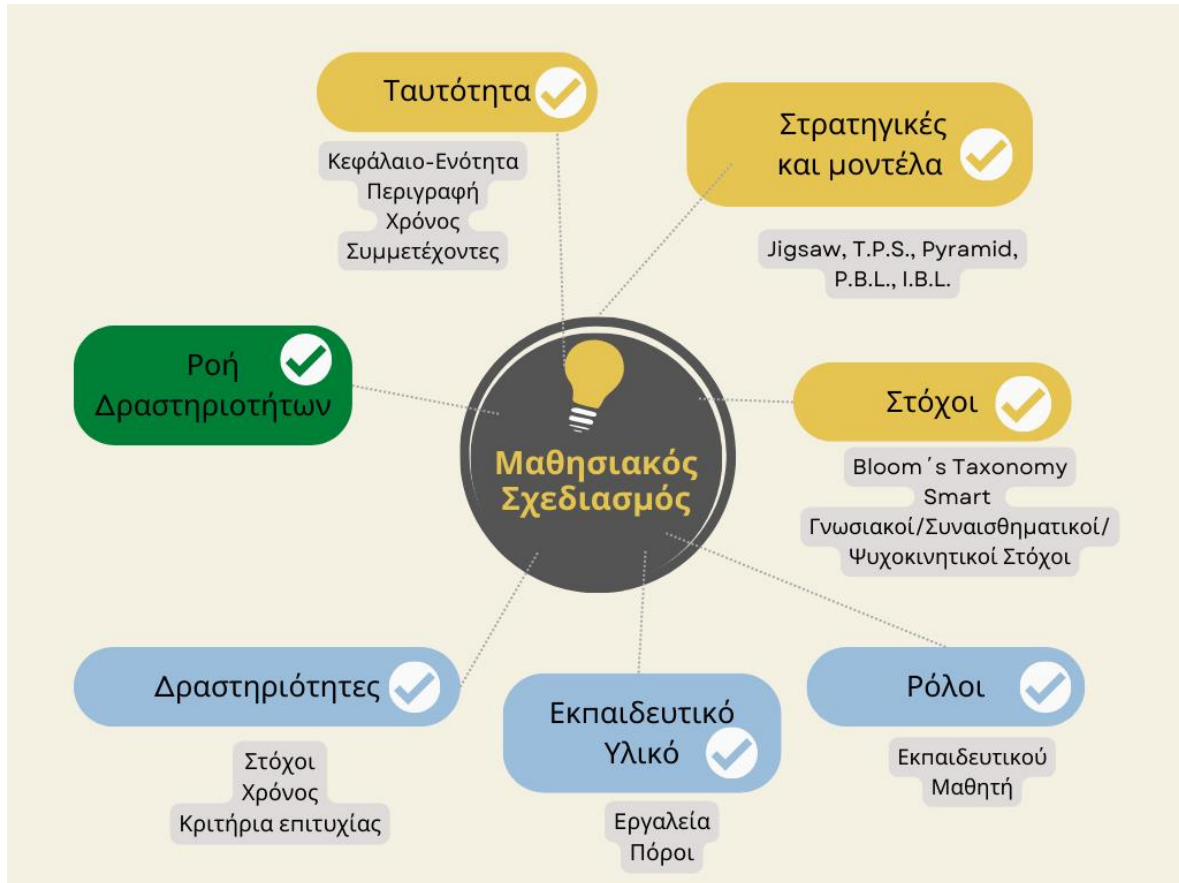 Ταυτότητα
Κεφάλαιο-Ενότητα
Περιγραφή
Χρόνος
Συμμετέχοντες
Στρατηγικές
και μοντέλα
Jigsaw, T.P.S., Pyramid,
P.B.L., I.B.L.
Ροή
Δραστηριοτήτων
Μαθησιακός
Σχεδιασμός
Στόχοι
Bloom´s Taxonomy
Smart
Γνωσιακοί/Συναισθηματικοί/
Ψυχοκινητικοί Στόχοι
Δραστηριότητες
Στόχοι
Χρόνος
Κριτήρια επιτυχίας
Εκπαιδευτικό
Υλικό
Εργαλεία
Πόροι
Ρόλοι
Εκπαιδευτικού
Μαθητή